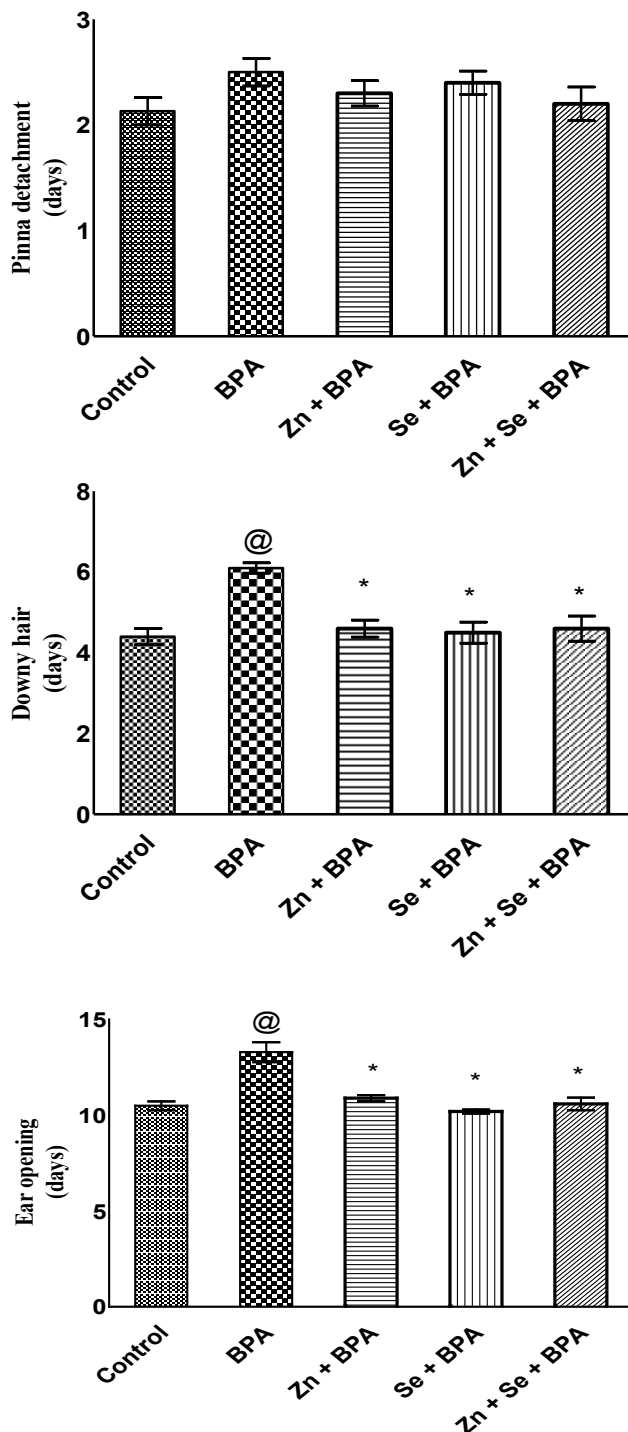 Pinna detachment
(days)
3
2
1
0
Control
BPA
Zn + BPA
Se + BPA
Zn + Se + BPA
Downy hair
(days)
8
6
4
2
0
@
*
*
*
Control
BPA
Zn + BPA
Se + BPA
Zn + Se + BPA
Ear opening
((days)
15
10
5
0
@
*
*
*
Control
BPA
Zn + BPA
Se + BPA
Zn + Se + BPA